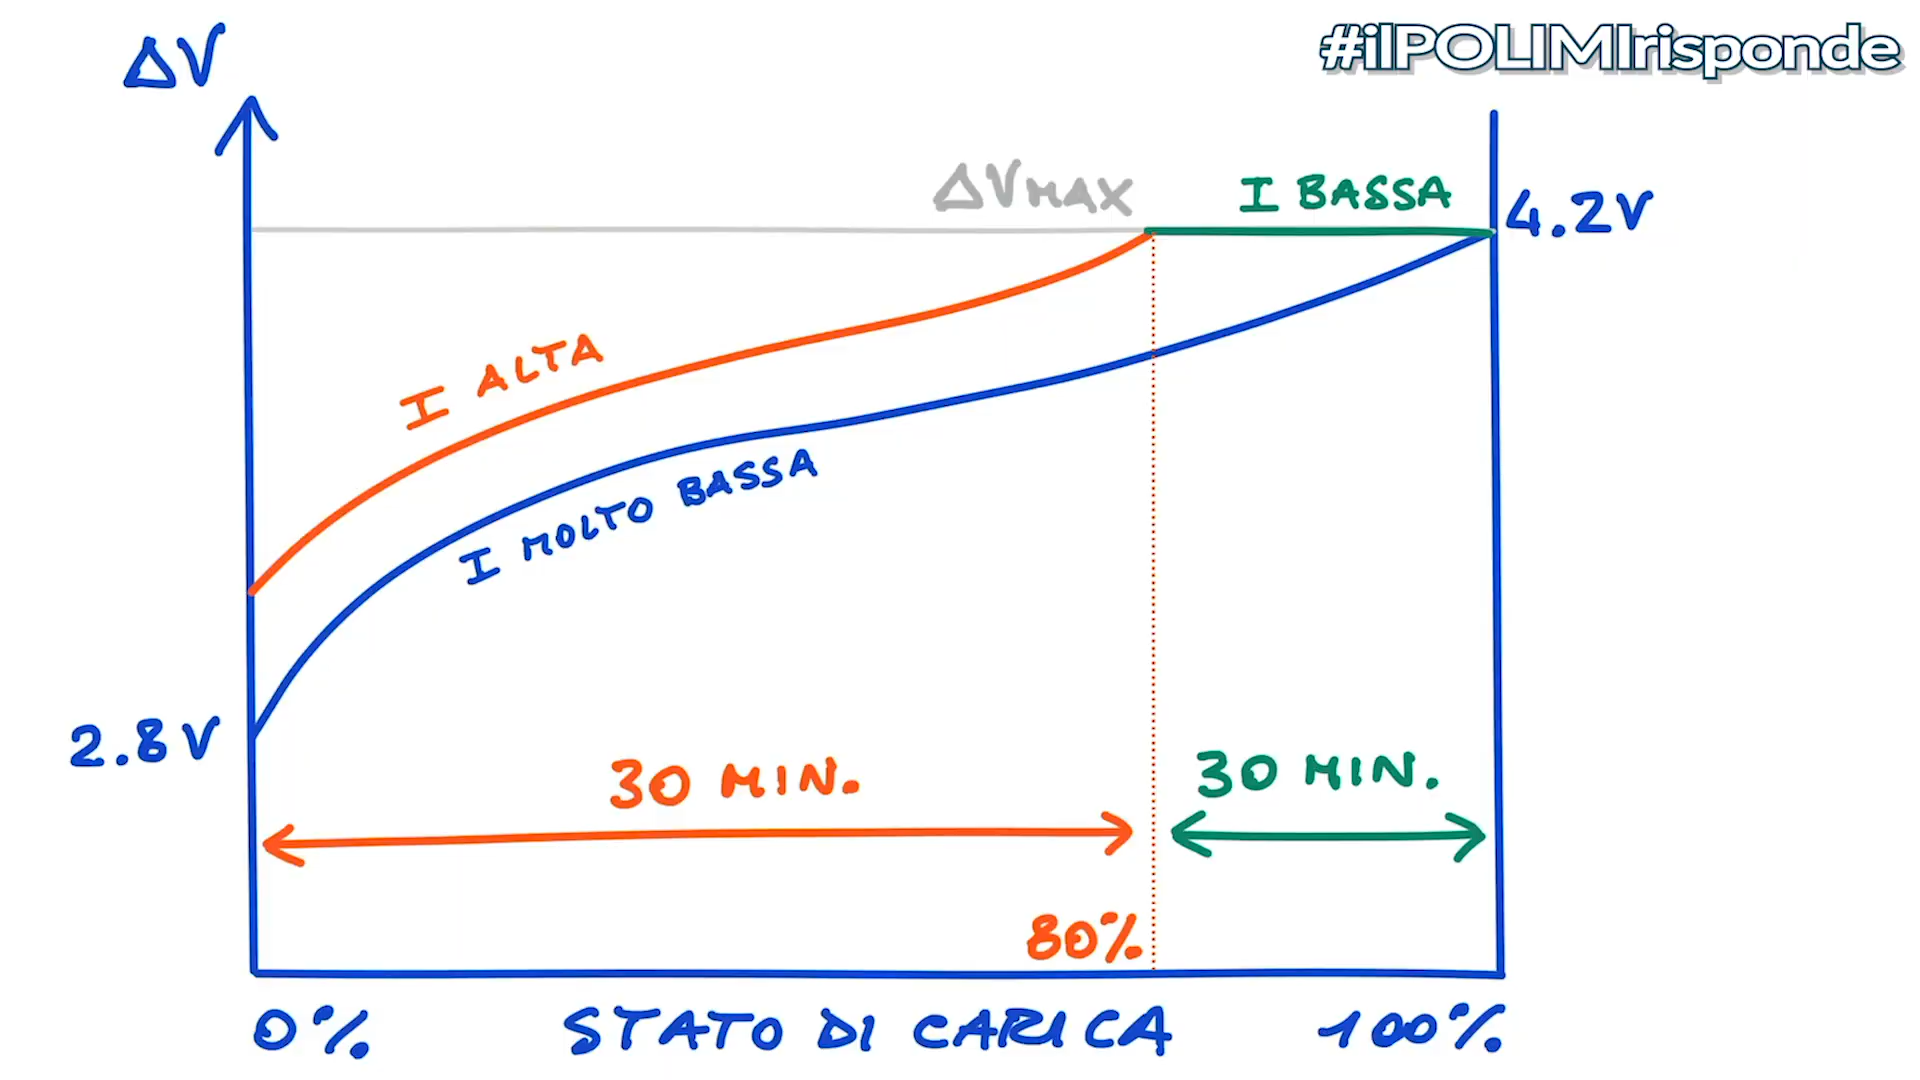 #ilPOLIMIrisponde
ΔV
ΔVMAX
I BASSA
4.2V
I ALTA
I MOLTO BASSA
2.8V
30 MIN.
30 MIN.
80%
0%
STATO DI CARICA
100%